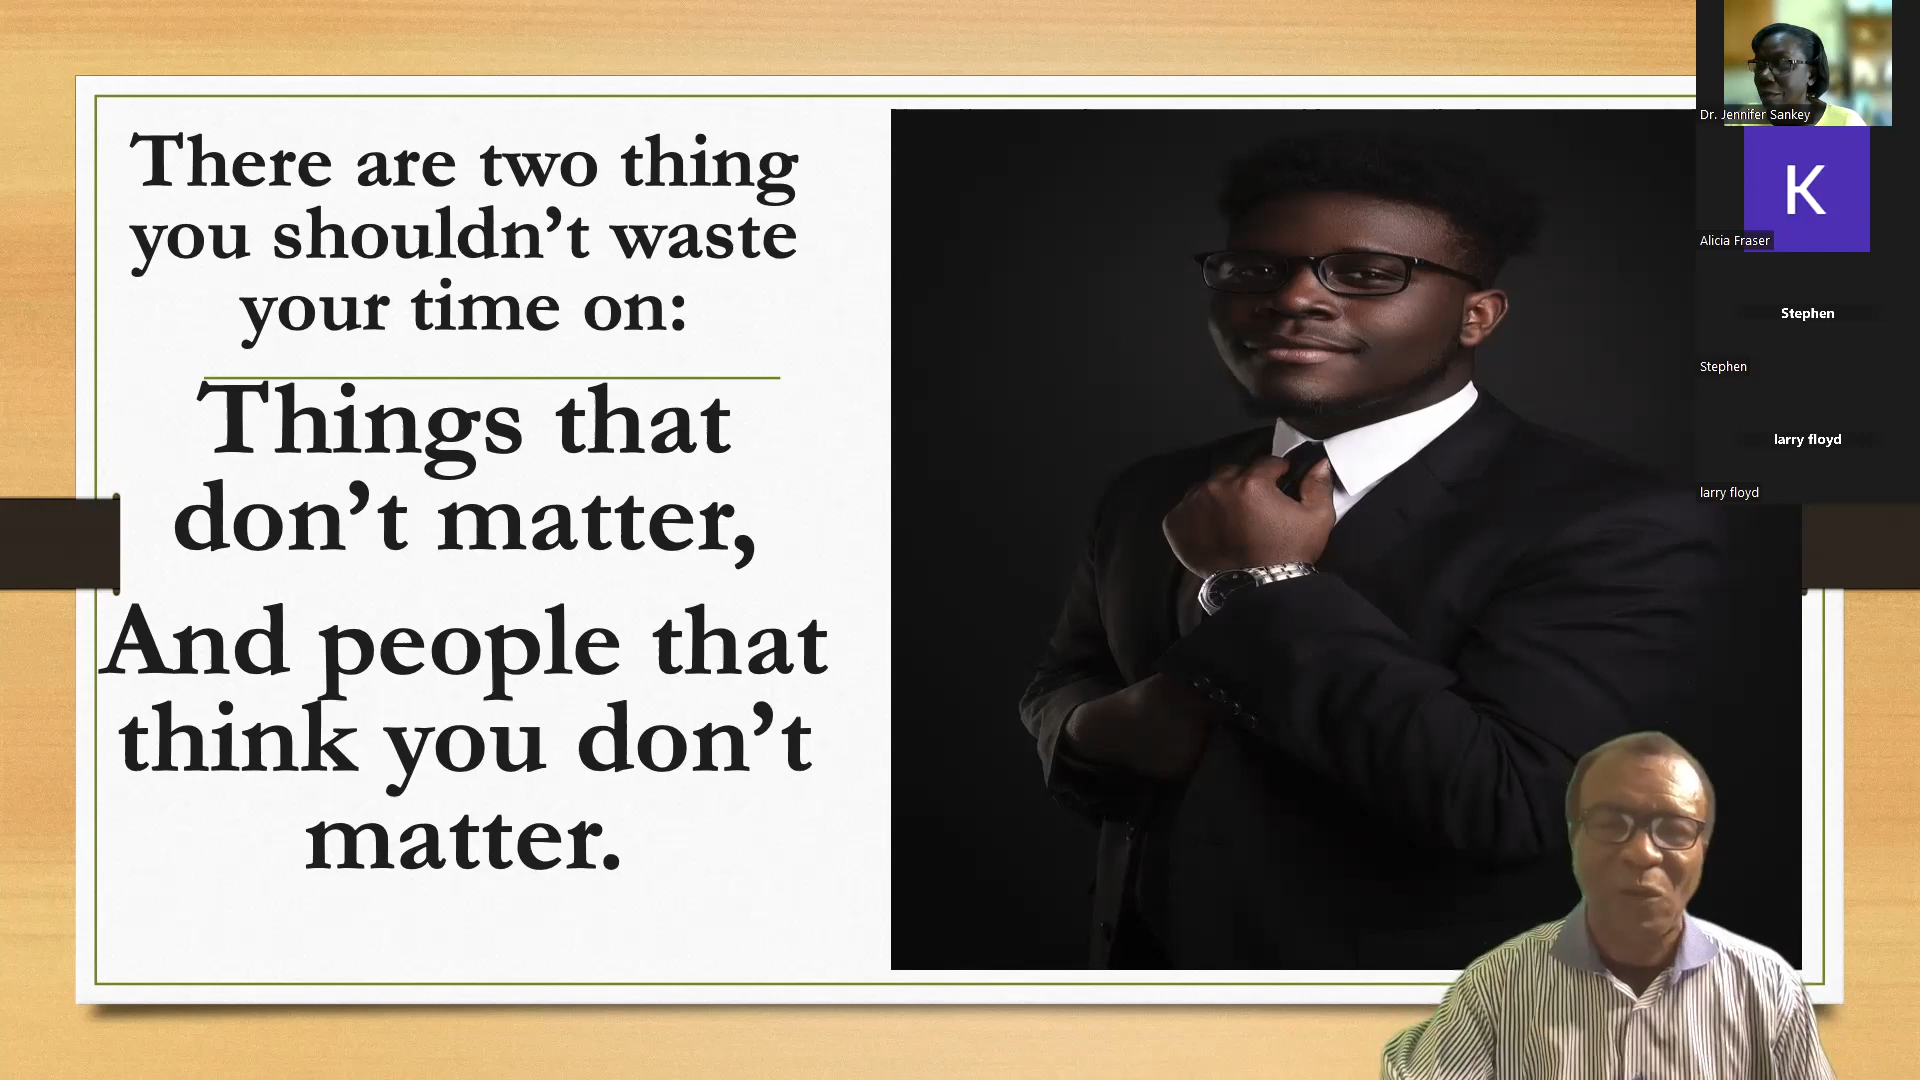 There are two thing
you shouldn’t waste
your time on:
Things that
don’t matter,
And people that
think you don’t
matter.
Dr. Jennifer Sankey
K
Alicia Fraser
Stephen
Stephen
larry floyd
larry floyd